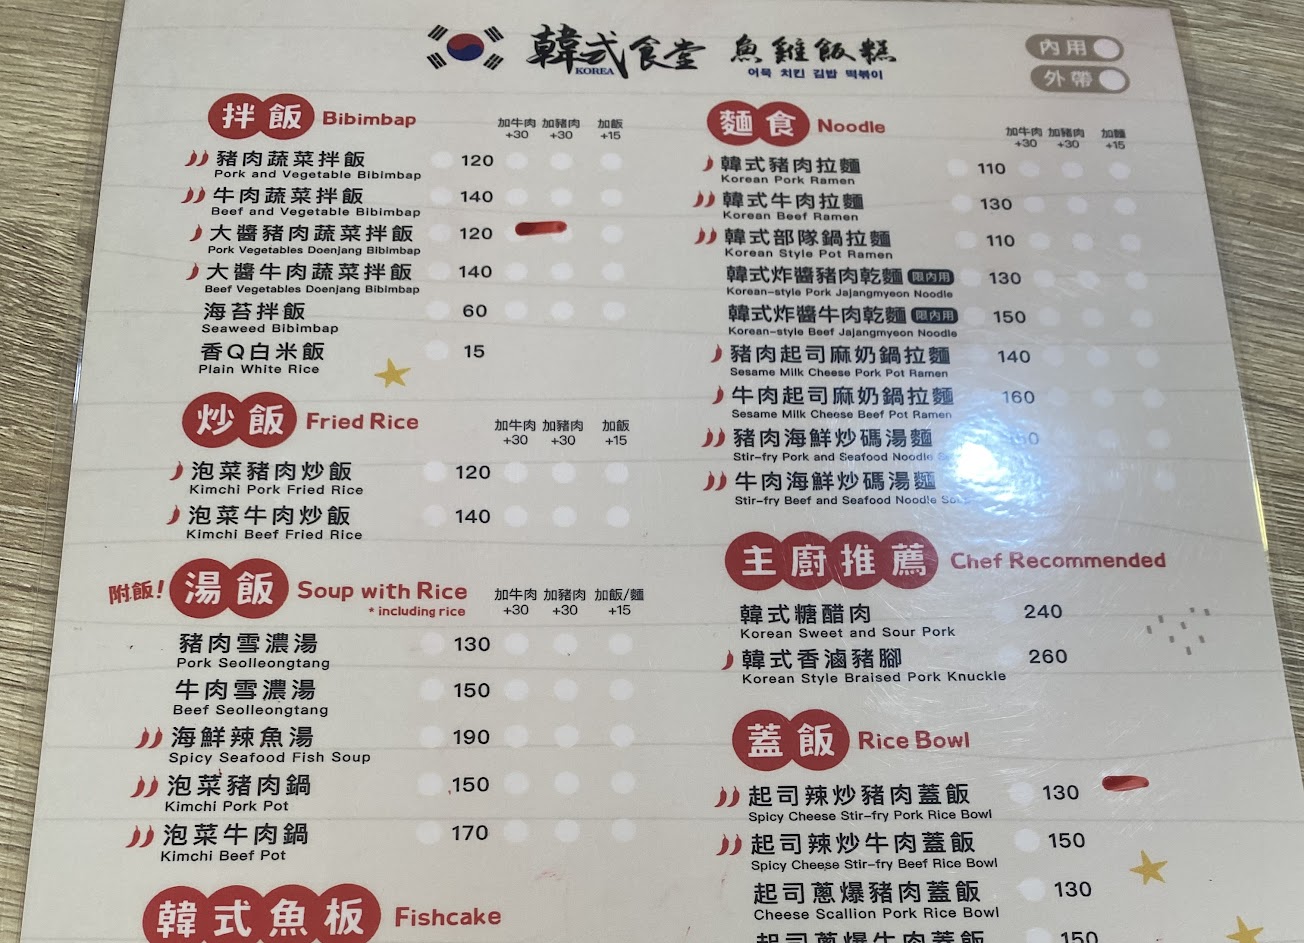 韓式食堂 魚雞飯糕
KOREA
어묵 치킨 김밥 떡볶이
內用
外帶
拌飯 Bibimbap
加牛肉 +30 加豬肉 +30 加飯 +15
豬肉蔬菜拌飯 120
Pork and Vegetable Bibimbap
牛肉蔬菜拌飯 140
Beef and Vegetable Bibimbap
大醬豬肉蔬菜拌飯 120
Pork Vegetables Doenjang Bibimbap
大醬牛肉蔬菜拌飯 140
Beef Vegetables Doenjang Bibimbap
海苔拌飯 60
Seaweed Bibimbap
香Q白米飯 15
Plain White Rice
炒飯 Fried Rice
加牛肉 +30 加豬肉 +30 加飯 +15
泡菜豬肉炒飯 120
Kimchi Pork Fried Rice
泡菜牛肉炒飯 140
Kimchi Beef Fried Rice
附飯! 湯飯 Soup with Rice
* including rice
加牛肉 +30 加豬肉 +30 加飯/麵 +15
豬肉雪濃湯 130
Pork Seolleongtang
牛肉雪濃湯 150
Beef Seolleongtang
海鮮辣魚湯 190
Spicy Seafood Fish Soup
泡菜豬肉鍋 150
Kimchi Pork Pot
泡菜牛肉鍋 170
Kimchi Beef Pot
韓式魚板 Fishcake
麵食 Noodle
加牛肉 +30 加豬肉 +30 加麵 +15
韓式豬肉拉麵 110
Korean Pork Ramen
韓式牛肉拉麵 130
Korean Beef Ramen
韓式部隊鍋拉麵 110
Korean Style Pot Ramen
韓式炸醬豬肉乾麵 限內用 130
Korean-style Pork Jajangmyeon Noodle
韓式炸醬牛肉乾麵 限內用 150
Korean-style Beef Jajangmyeon Noodle
豬肉起司麻奶鍋拉麵 140
Sesame Milk Cheese Pork Pot Ramen
牛肉起司麻奶鍋拉麵 160
Sesame Milk Cheese Beef Pot Ramen
豬肉海鮮炒碼湯麵
Stir-fry Pork and Seafood Noodle
牛肉海鮮炒碼湯麵
Stir-fry Beef and Seafood Noodle
主廚推薦 Chef Recommended
韓式糖醋肉 240
Korean Sweet and Sour Pork
韓式香滷豬腳 260
Korean Style Braised Pork Knuckle
蓋飯 Rice Bowl
起司辣炒豬肉蓋飯 130
Spicy Cheese Stir-fry Pork Rice Bowl
起司辣炒牛肉蓋飯 150
Spicy Cheese Stir-fry Beef Rice Bowl
起司蔥爆豬肉蓋飯 130
Cheese Scallion Pork Rice Bowl
起司蔥爆牛肉蓋飯 150